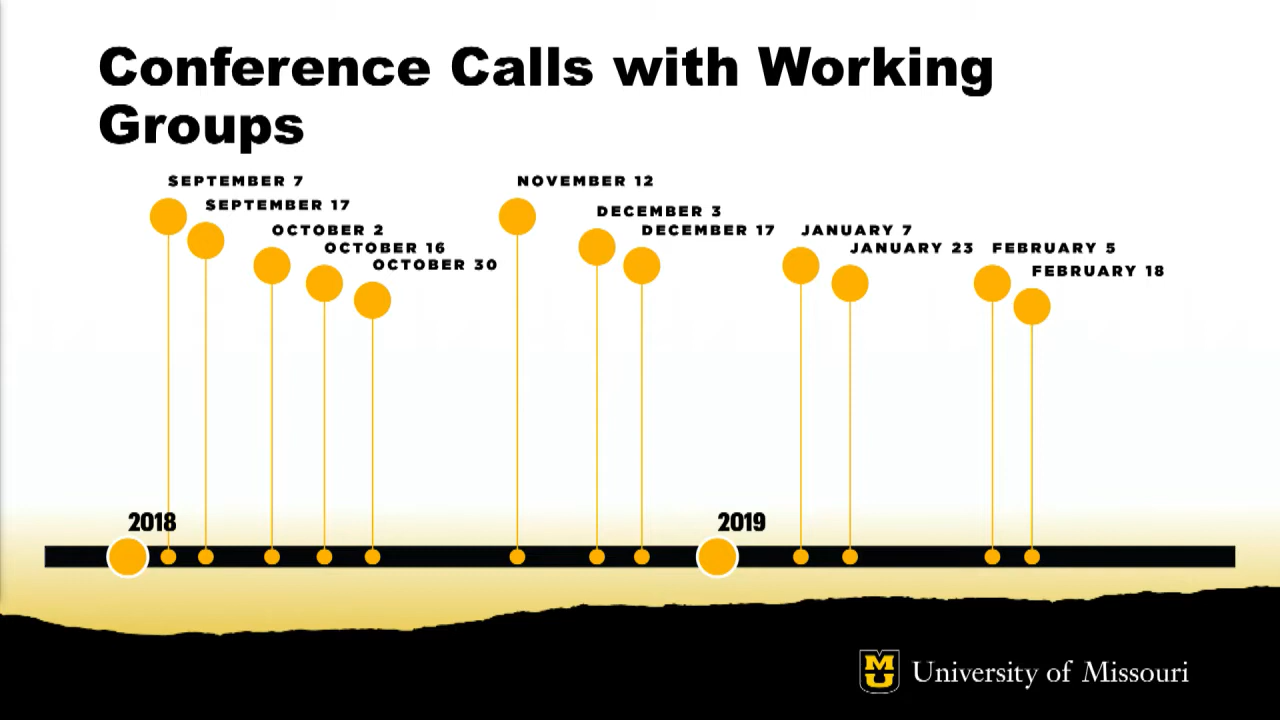 Conference Calls with Working
Groups
SEPTEMBER 7
SEPTEMBER 17
OCTOBER 2
OCTOBER 16
OCTOBER 30
NOVEMBER 12
DECEMBER 3
DECEMBER 17
JANUARY 7
JANUARY 23
FEBRUARY 5
FEBRUARY 18
2018
2019
MU University of Missouri